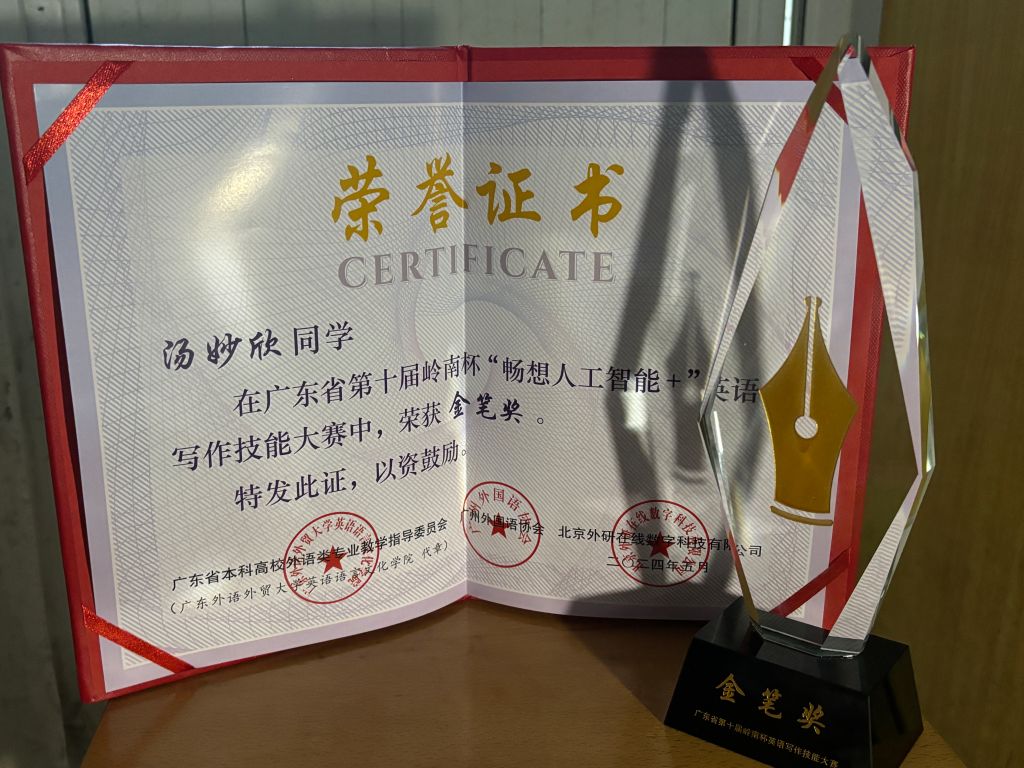 荣誉证书
CERTIFICATE
汤妙欣 同学
在广东省第十届岭南杯“畅想人工智能+”英语
写作技能大赛中，荣获 金笔奖 。
特发此证，以资鼓励。
广东省本科高校外语类专业教学指导委员会 广州外国语协会 北京外研在线数字科技有限公司
（广东外语外贸大学英语语言文化学院 代章） 二〇二四年五月
金笔奖
广东省第十届岭南杯英语写作技能大赛